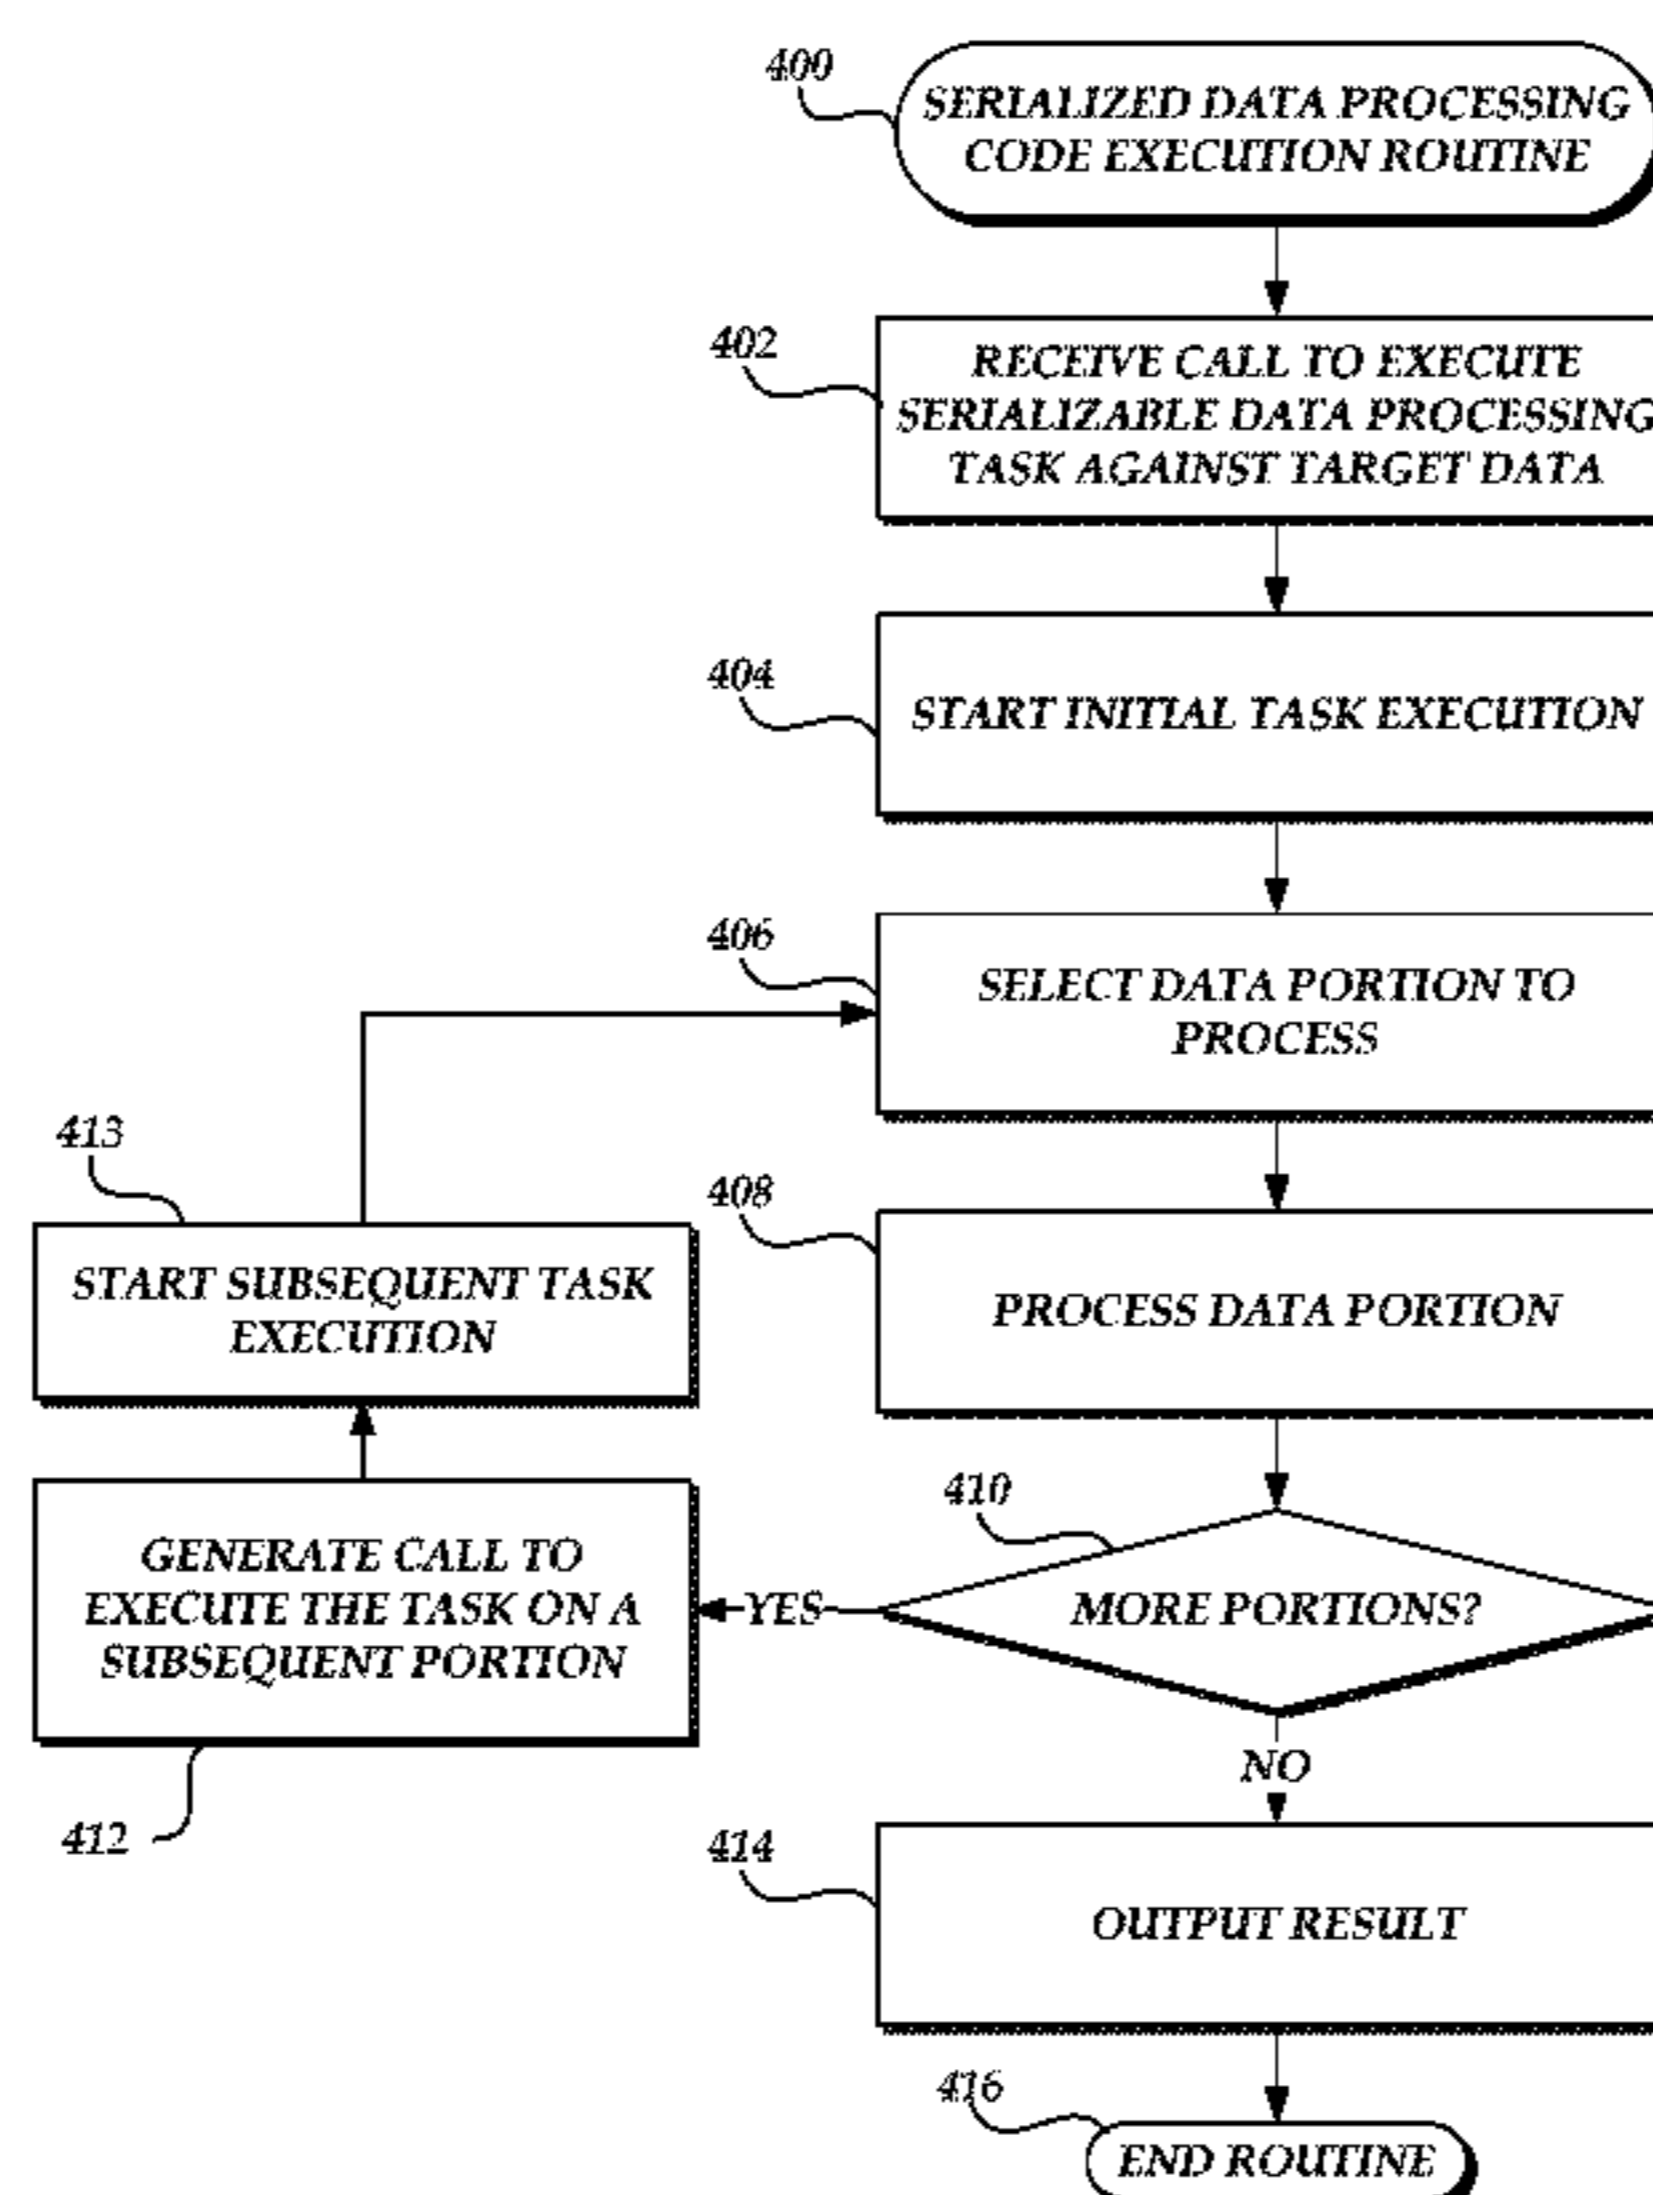 400
SERIALIZED DATA PROCESSING
CODE EXECUTION ROUTINE
402
RECEIVE CALL TO EXECUTE
SERIALIZABLE DATA PROCESSING
TASK AGAINST TARGET DATA
404
START INITIAL TASK EXECUTION
406
SELECT DATA PORTION TO
PROCESS
413
START SUBSEQUENT TASK
EXECUTION
408
PROCESS DATA PORTION
410
MORE PORTIONS?
YES
GENERATE CALL TO
EXECUTE THE TASK ON A
SUBSEQUENT PORTION
412
NO
414
OUTPUT RESULT
416
END ROUTINE